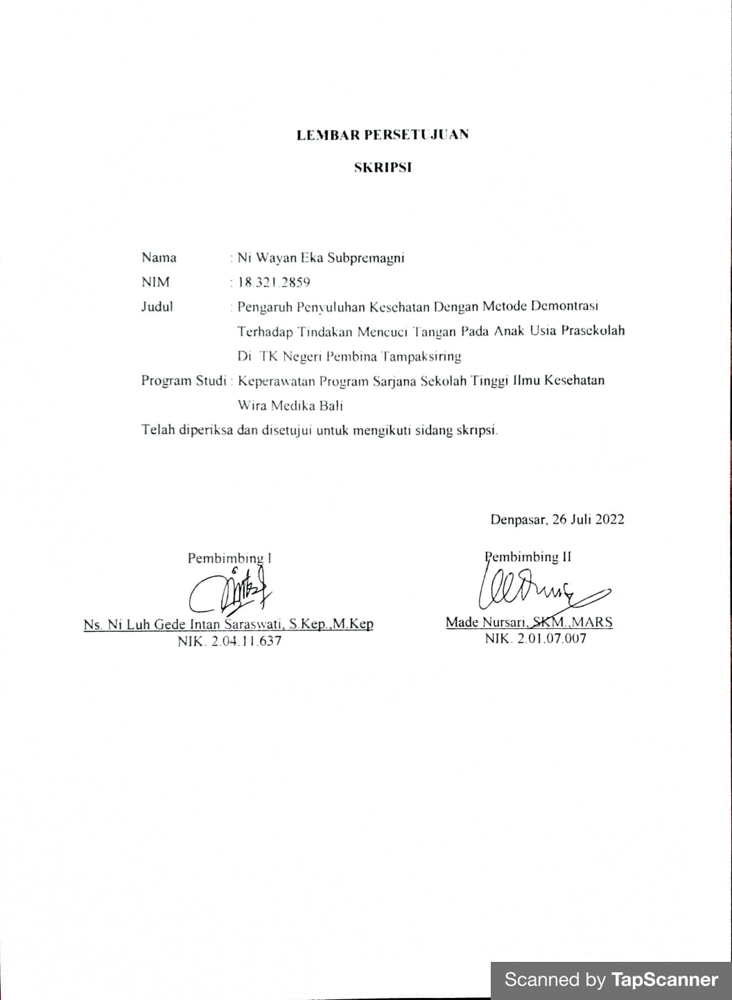 LEMBAR PERSETUJUAN
SKRIPSI
Nama : Ni Wayan Eka Subpremagni
NIM : 18.321.2859
Judul : Pengaruh Penyuluhan Kesehatan Dengan Metode Demontrasi
Terhadap Tindakan Mencuci Tangan Pada Anak Usia Prasekolah
Di TK Negeri Pembina Tampaksiring
Program Studi : Keperawatan Program Sarjana Sekolah Tinggi Ilmu Kesehatan
Wira Medika Bali
Telah diperiksa dan disetujui untuk mengikuti sidang skripsi.
Denpasar, 26 Juli 2022
Pembimbing I
Pembimbing II
Ns. Ni Luh Gede Intan Saraswati, S.Kep.,M.Kep
Made Nursari, SKM.,MARS
NIK. 2.04.11.637
NIK. 2.01.07.007
Scanned by TapScanner